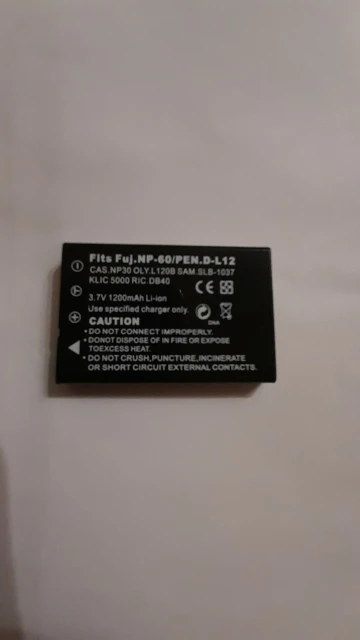 Fits Fuj.NP-60/PEN.D-L12
CAS.NP30 OLY.L120B SAM.SLB-1037
KLIC 5000 RIC.DB40
3.7V 1200mAh Li-ion
Use specified charger only.
CAUTION
• DO NOT CONNECT IMPROPERLY.
• DONOT DISPOSE OF IN FIRE OR EXPOSE
TOEXCESS HEAT.
• DO NOT CRUSH,PUNCTURE,INCINERATE
OR SHORT CIRCUIT EXTERNAL CONTACTS.
CE